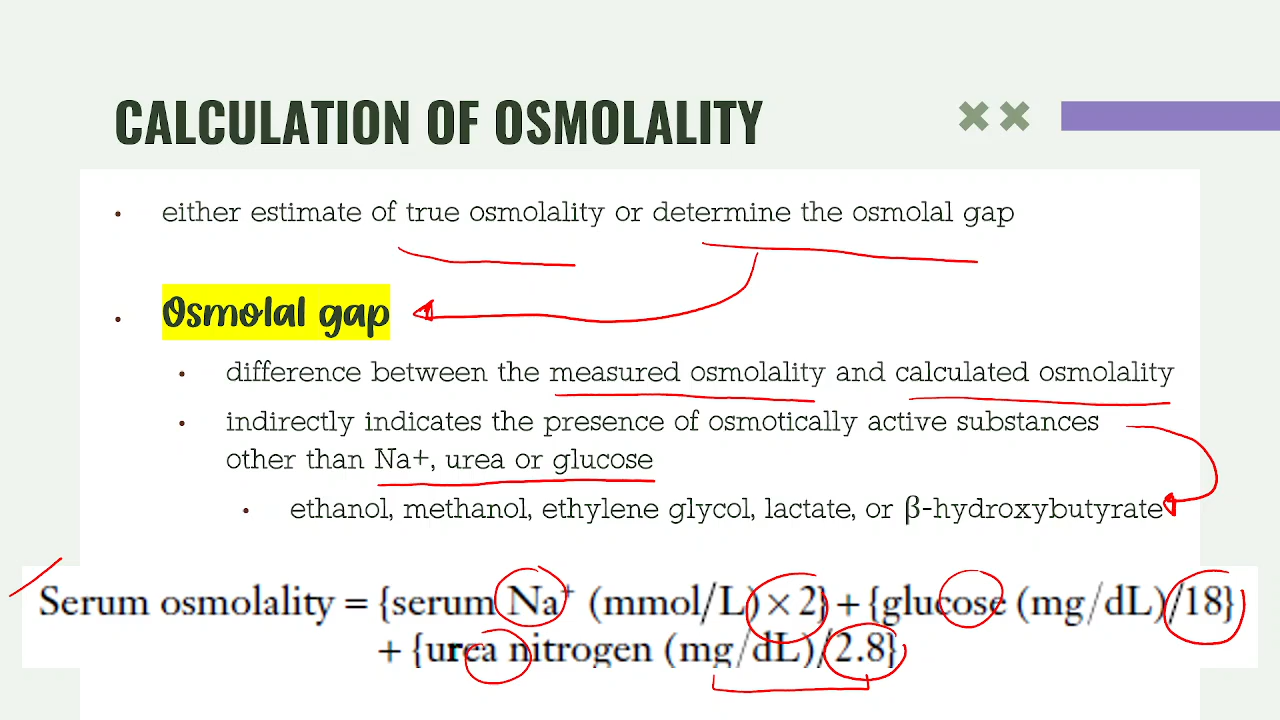 CALCULATION OF OSMOLALITY
• either estimate of true osmolality or determine the osmolal gap
• Osmolal gap
• difference between the measured osmolality and calculated osmolality
• indirectly indicates the presence of osmotically active substances
other than Na+, urea or glucose
• ethanol, methanol, ethylene glycol, lactate, or β-hydroxybutyrate
Serum osmolality = {serum Na⁺ (mmol/L) × 2} + {glucose (mg/dL)/18}
+ {urea nitrogen (mg/dL)/2.8}